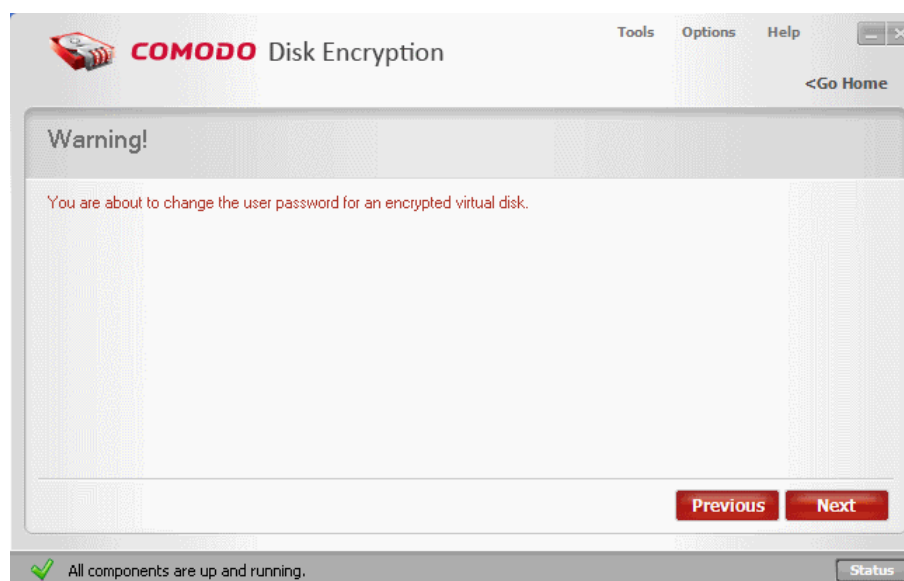 COMODO Disk Encryption
Tools Options Help
<Go Home
Warning!
You are about to change the user password for an encrypted virtual disk.
Previous Next
All components are up and running. Status